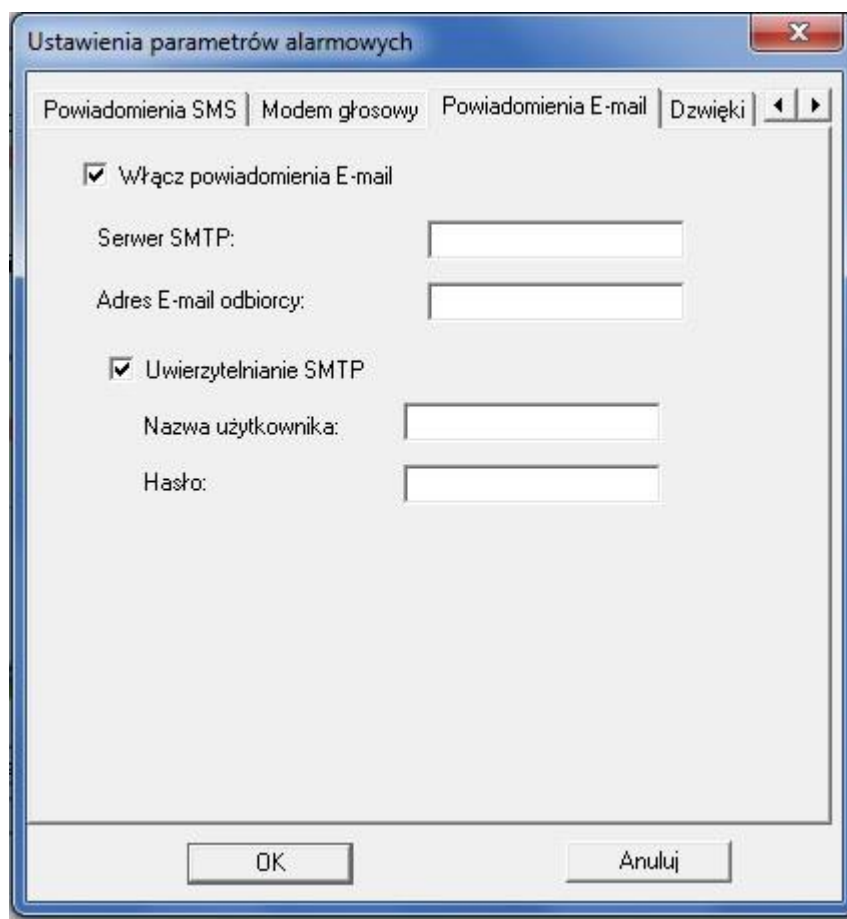 Ustawienia parametrów alarmowych
Powiadomienia SMS Modem głosowy Powiadomienia E-mail Dzwięki
Włącz powiadomienia E-mail
Serwer SMTP:
Adres E-mail odbiorcy:
Uwierzytelnianie SMTP
Nazwa użytkownika:
Hasło:
OK Anuluj